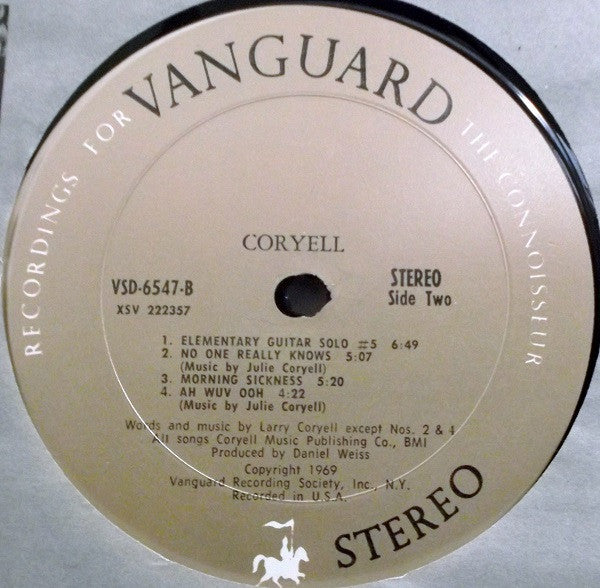 RECORDINGS FOR VANGUARD THE CONNOISSEUR
CORYELL
VSD-6547-B
XSV 222357
STEREO
Side Two
1. ELEMENTARY GUITAR SOLO #5 6:49
2. NO ONE REALLY KNOWS 5:07
(Music by Julie Coryell)
3. MORNING SICKNESS 5:20
4. AH WUV OOH 4:22
(Music by Julie Coryell)
Words and music by Larry Coryell except Nos. 2 & 4
All songs Coryell Music Publishing Co., BMI
Produced by Daniel Weiss
Copyright 1969
Vanguard Recording Society, Inc., N.Y.
Recorded in U.S.A.
STEREO